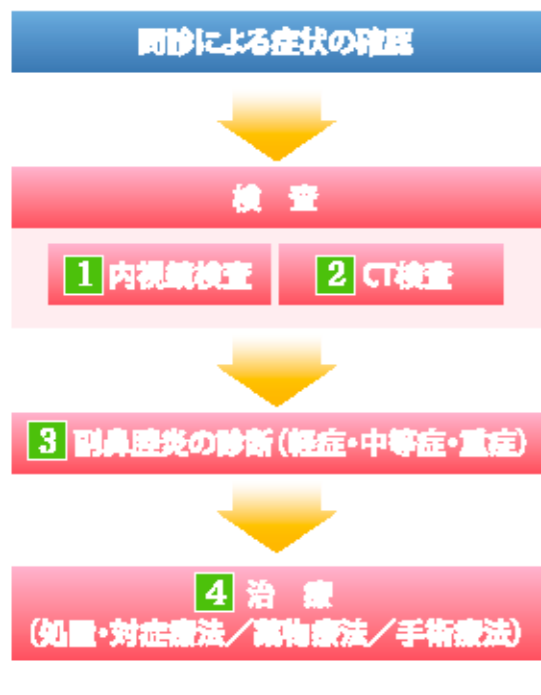 問診による症状の確認
検 査
1 内視鏡検査
2 CT検査
3 副鼻腔炎の診断(軽症・中等症・重症)
4 治 療
(処置・対症療法/薬物療法/手術療法)